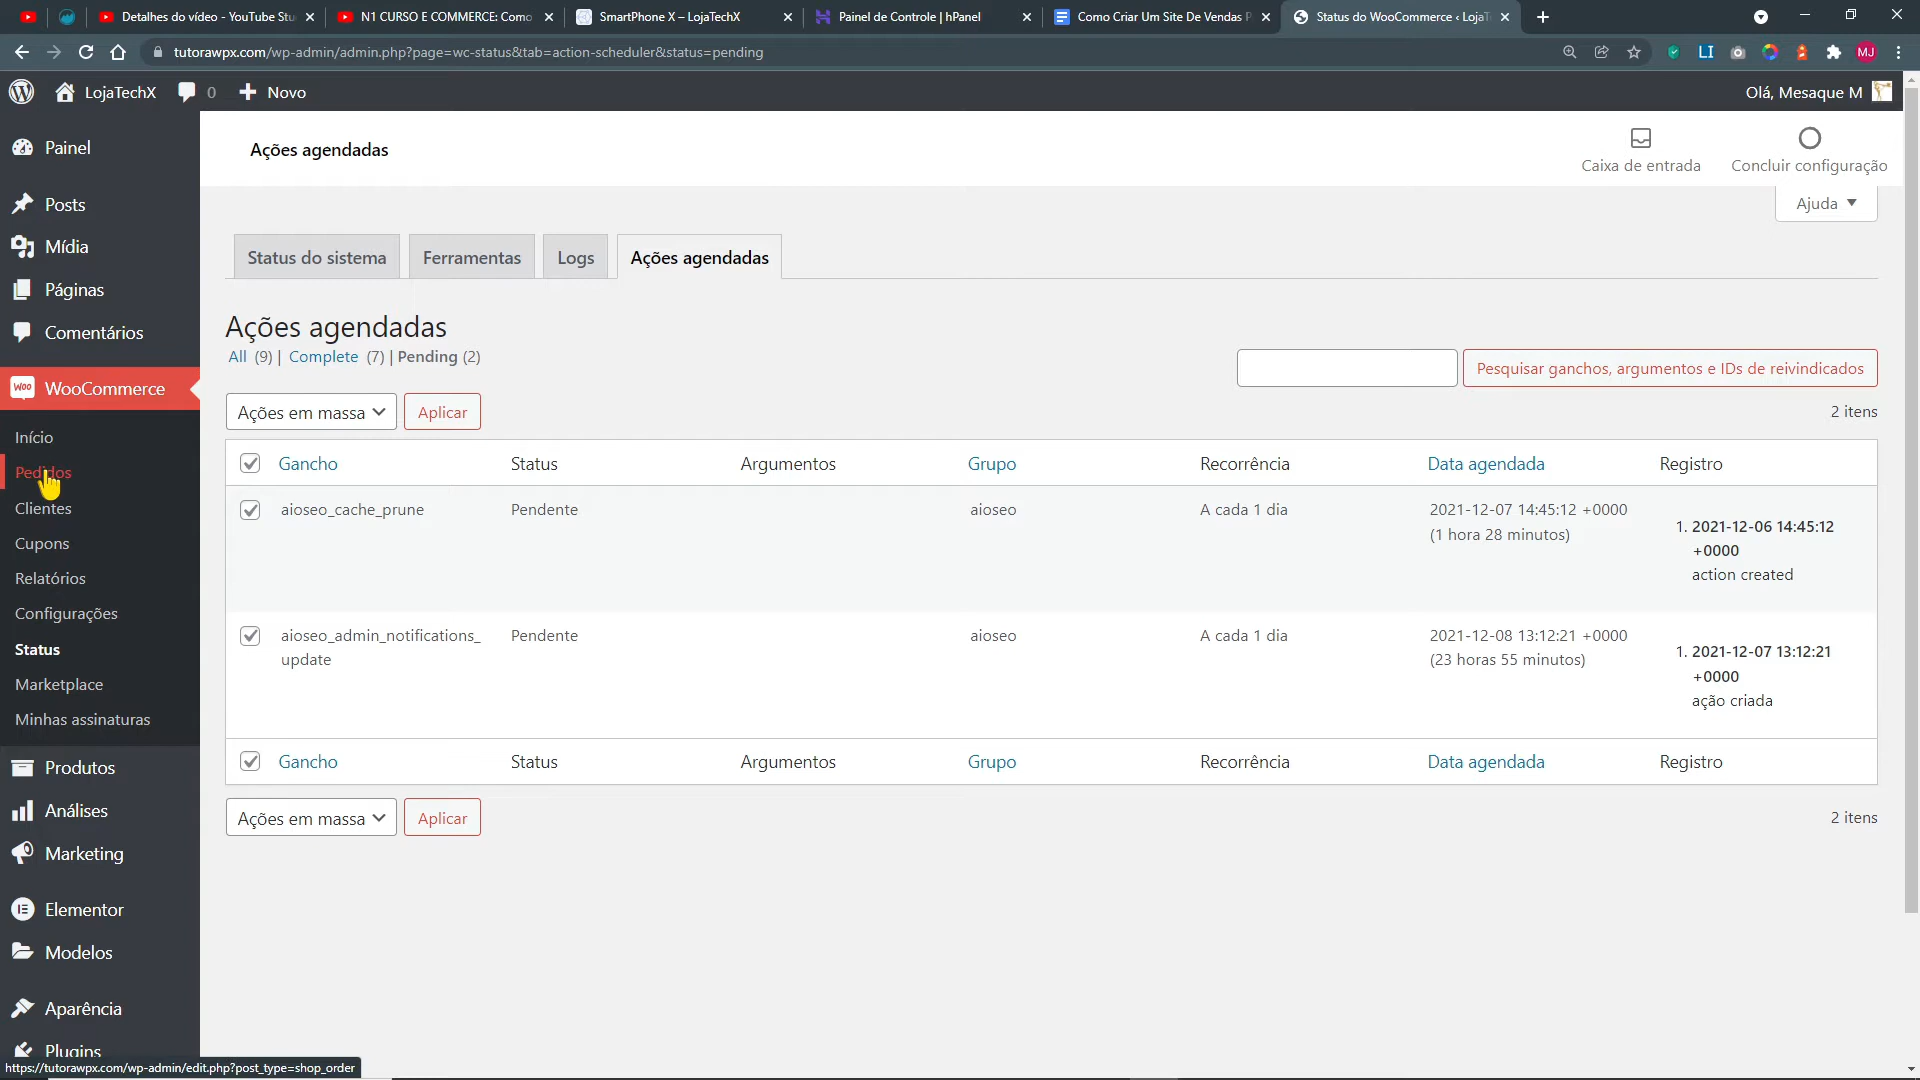 Detalhes do vídeo - YouTube Stu
N1 CURSO E COMMERCE: Como
SmartPhone X – LojaTechX
Painel de Controle | hPanel
Como Criar Um Site De Vendas P
Status do WooCommerce ‹ LojaT
tutorawpx.com/wp-admin/admin.php?page=wc-status&tab=action-scheduler&status=pending
LI
MJ
LojaTechX
0
Novo
Olá, Mesaque M
Painel
Posts
Mídia
Páginas
Comentários
Woo
WooCommerce
Início
Pedidos
Clientes
Cupons
Relatórios
Configurações
Status
Marketplace
Minhas assinaturas
Produtos
Análises
Marketing
Elementor
Modelos
Aparência
Plugins
https://tutorawpx.com/wp-admin/edit.php?post_type=shop_order
Ações agendadas
Caixa de entrada
Concluir configuração
Ajuda
Status do sistema
Ferramentas
Logs
Ações agendadas
Ações agendadas
All (9) | Complete (7) | Pending (2)
Pesquisar ganchos, argumentos e IDs de reivindicados
Ações em massa
Aplicar
2 itens
Gancho Status Argumentos Grupo Recorrência Data agendada Registro
aioseo_cache_prune Pendente aioseo A cada 1 dia 2021-12-07 14:45:12 +0000
(1 hora 28 minutos)
1. 2021-12-06 14:45:12
+0000
action created
aioseo_admin_notifications_ Pendente aioseo A cada 1 dia 2021-12-08 13:12:21 +0000
update (23 horas 55 minutos)
1. 2021-12-07 13:12:21
+0000
ação criada
Gancho Status Argumentos Grupo Recorrência Data agendada Registro
Ações em massa
Aplicar
2 itens